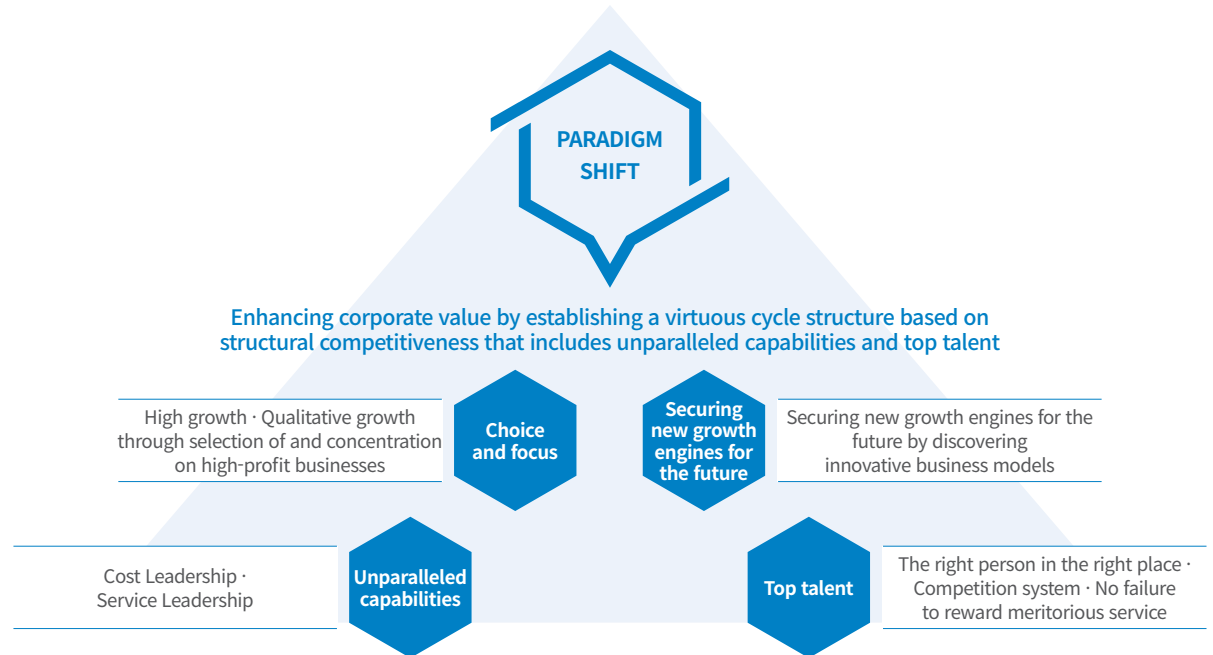 PARADIGM
SHIFT
Enhancing corporate value by establishing a virtuous cycle structure based on
structural competitiveness that includes unparalleled capabilities and top talent
High growth · Qualitative growth
through selection of and concentration
on high-profit businesses
Choice
and focus
Securing
new growth
engines for
the future
Securing new growth engines for the
future by discovering
innovative business models
Cost Leadership ·
Service Leadership
Unparalleled
capabilities
Top talent
The right person in the right place ·
Competition system · No failure
to reward meritorious service